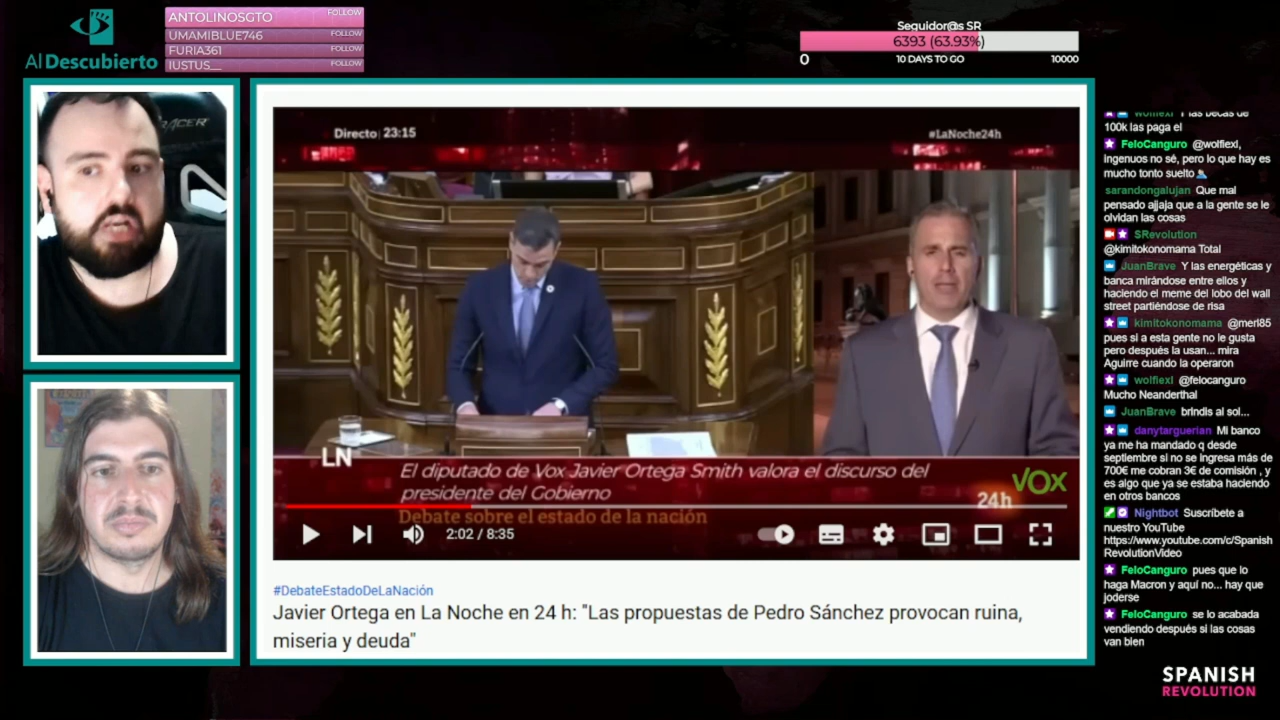 Al Descubierto
ANTOLINOSGTO FOLLOW
UMAMIBLUE746 FOLLOW
FURIA361 FOLLOW
IUSTUS__ FOLLOW
Seguidor@s SR
6393 (63.93%)
0 10 DAYS TO GO 10000
RACER
Directo 23:15
#LaNoche24h
LN
El diputado de Vox Javier Ortega Smith valora el discurso del
presidente del Gobierno
VOX
24h
Debate sobre el estado de la nación
2:02 / 8:35
#DebateEstadoDeLaNación
Javier Ortega en La Noche en 24 h: "Las propuestas de Pedro Sánchez provocan ruina,
miseria y deuda"
wolflexl Y las becas de
100k las paga el
FeloCanguro @wolflexl,
ingenuos no sé, pero lo que hay es
mucho tonto suelto
sarandongalujan Que mal
pensado ajjaja que a la gente se le
olvidan las cosas
SRevolution
@kimitokonomama Total
JuanBrave Y las energéticas y
banca mirándose entre ellos y
haciendo el meme del lobo del wall
street partiéndose de risa
kimitokonomama @merl85
pues si a esta gente no le gusta
pero después la usan... mira
Aguirre cuando la operaron
wolflexl @felocanguro
Mucho Neanderthal
JuanBrave brindis al sol...
danytarguerian Mi banco
ya me ha mandado q desde
septiembre si no se ingresa más de
700€ me cobran 3€ de comisión , y
es algo que ya se estaba haciendo
en otros bancos
Nightbot Suscríbete a
nuestro YouTube
https://www.youtube.com/c/Spanish
RevolutionVideo
FeloCanguro pues que lo
haga Macron y aquí no... hay que
joderse
FeloCanguro se lo acabada
vendiendo después si las cosas
van bien
SPANISH
REVOLUTION